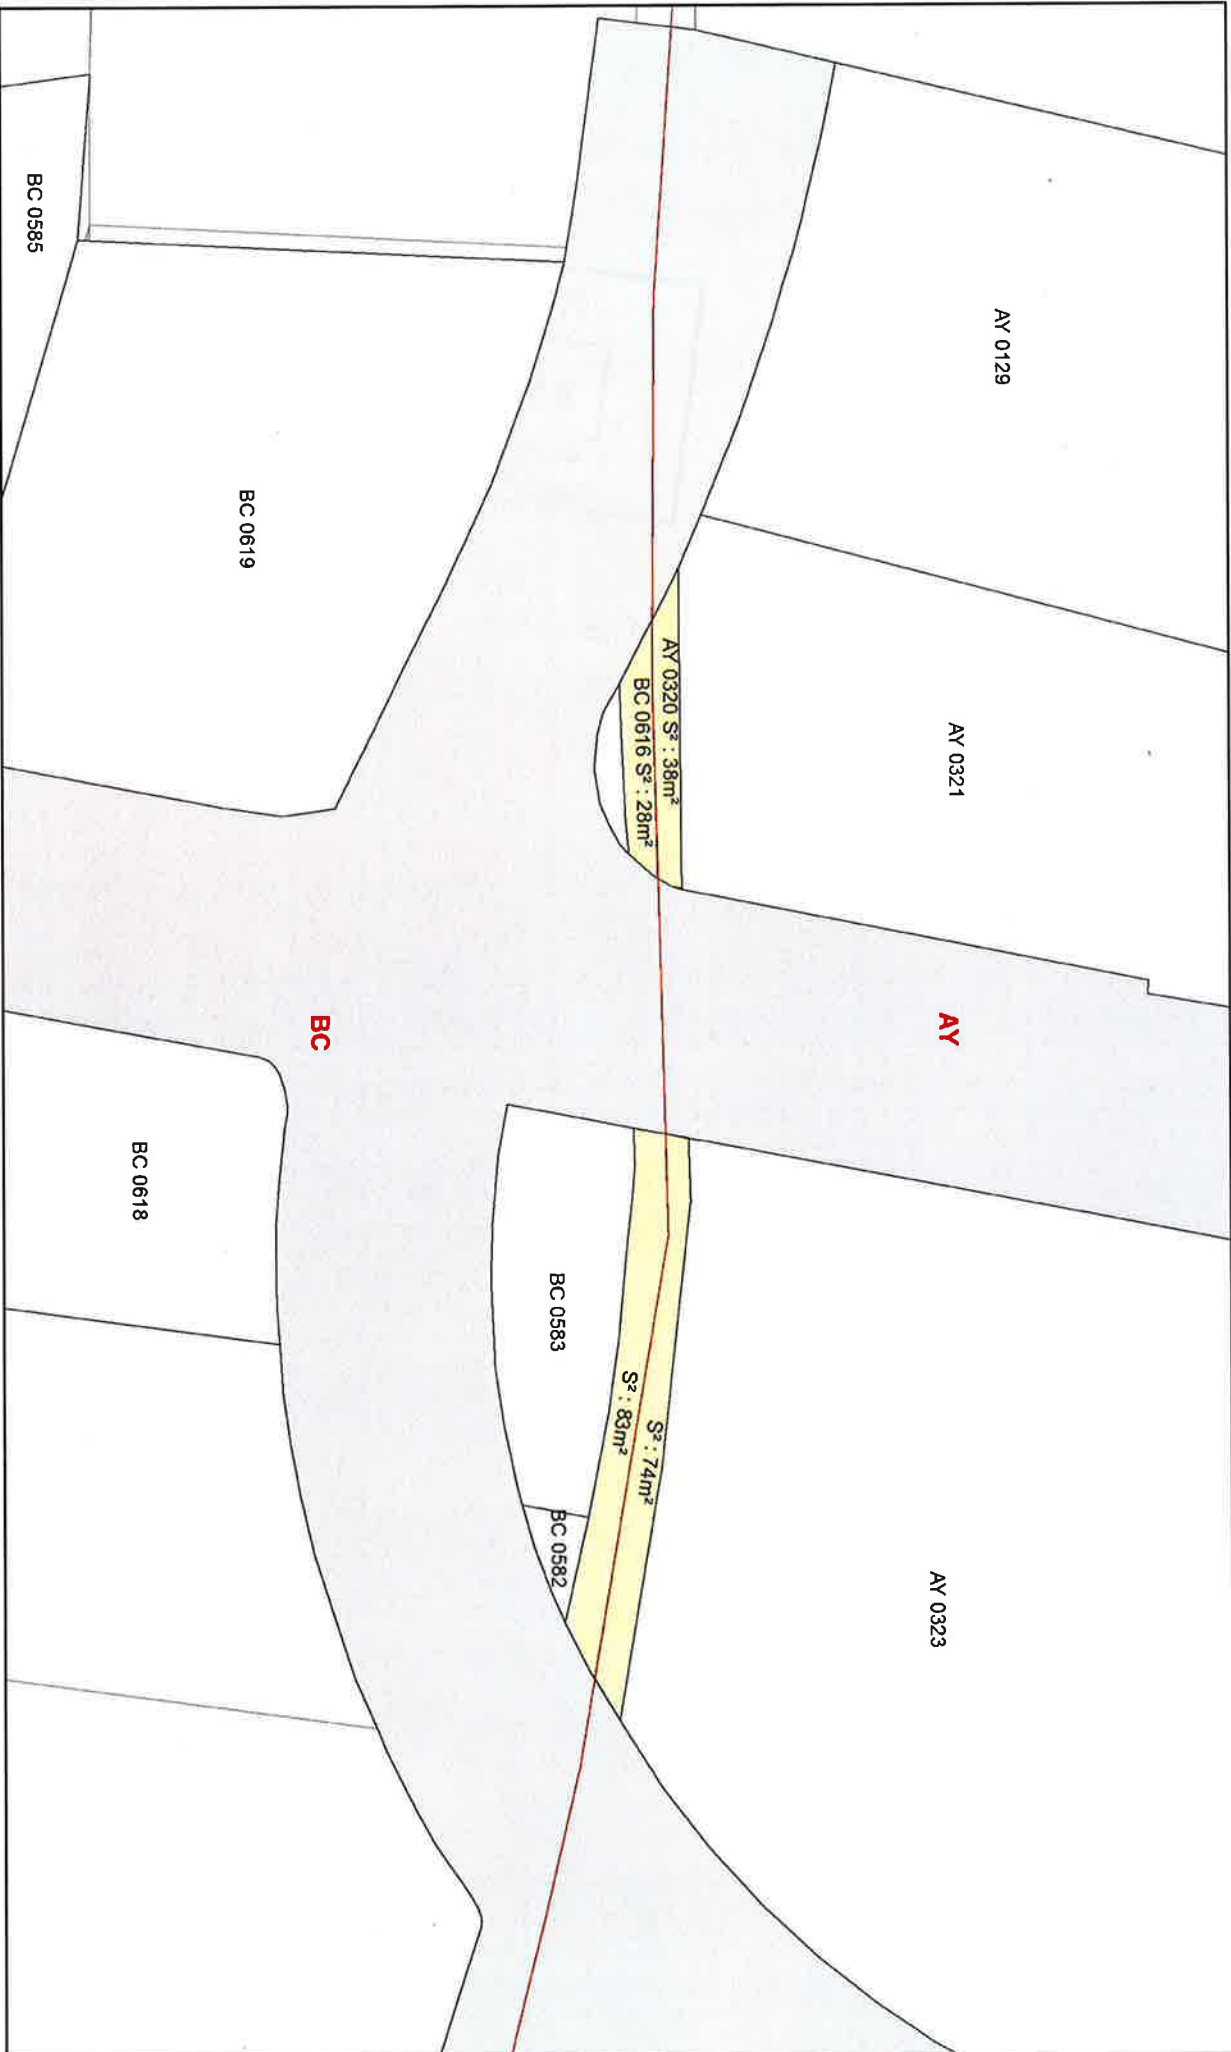 AY 0129
AY 0321
AY
AY 0323
AY 0320 S² : 38m²
BC 0616 S² : 28m²
S² : 74m²
S² : 83m²
BC 0583
BC 0582
BC
BC 0619
BC 0618
BC 0585